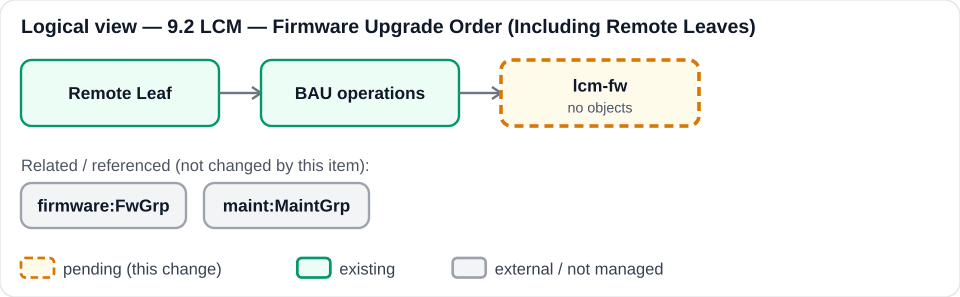 Logical view — 9.2 LCM — Firmware Upgrade Order (Including Remote Leaves)
Remote Leaf
BAU operations
lcm-fw
no objects
Related / referenced (not changed by this item):
firmware:FwGrp
maint:MaintGrp
pending (this change)
existing
external / not managed